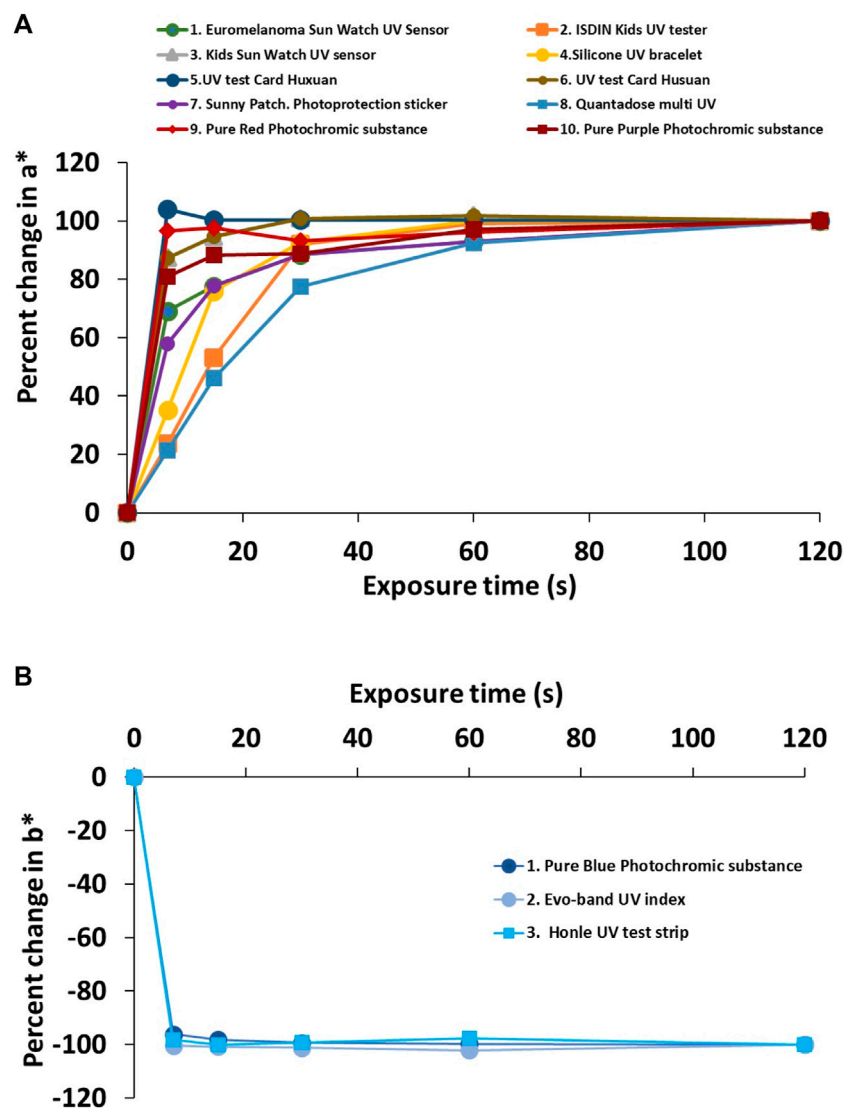 A
1. Euromelanoma Sun Watch UV Sensor
2. ISDIN Kids UV tester
3. Kids Sun Watch UV sensor
4.Silicone UV bracelet
5.UV test Card Huxuan
6. UV test Card Husuan
7. Sunny Patch. Photoprotection sticker
8. Quantadose multi UV
9. Pure Red Photochromic substance
10. Pure Purple Photochromic substance
Percent change in a*
120
100
80
60
40
20
0
0 20 40 60 80 100 120
Exposure time (s)
B
Exposure time (s)
0 20 40 60 80 100 120
Percent change in b*
0
-20
-40
-60
-80
-100
-120
1. Pure Blue Photochromic substance
2. Evo-band UV index
3. Honle UV test strip